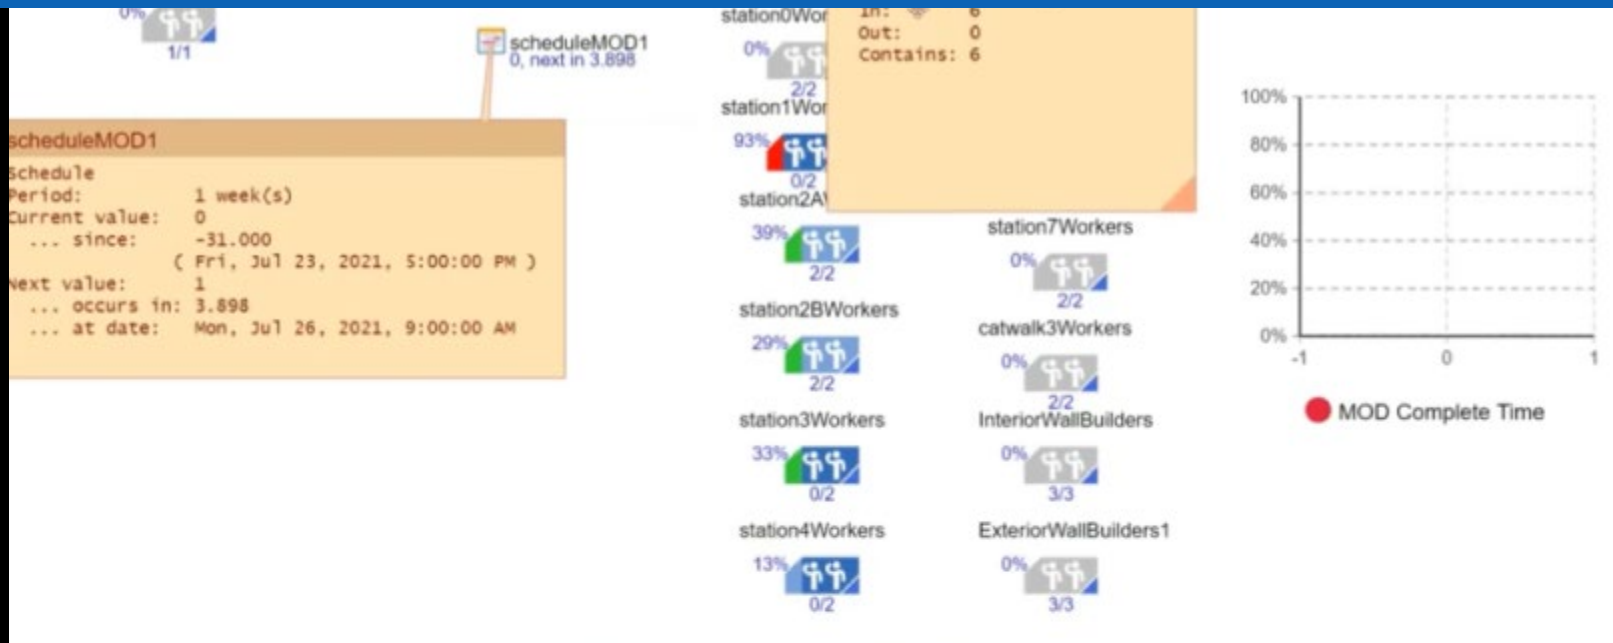 0%
1/1
scheduleMOD1
0, next in 3.898
scheduleMOD1
Schedule
Period: 1 week(s)
Current value: 0
... since: -31.000
( Fri, Jul 23, 2021, 5:00:00 PM )
Next value: 1
... occurs in: 3.898
... at date: Mon, Jul 26, 2021, 9:00:00 AM
station0Wor
0%
2/2
station1Wor
93%
0/2
station2A
39%
2/2
station2BWorkers
29%
2/2
station3Workers
33%
0/2
station4Workers
13%
0/2
In: 6
Out: 0
Contains: 6
station7Workers
0%
2/2
catwalk3Workers
0%
2/2
InteriorWallBuilders
0%
3/3
ExteriorWallBuilders1
0%
3/3
100%
80%
60%
40%
20%
0%
-1 0 1
MOD Complete Time